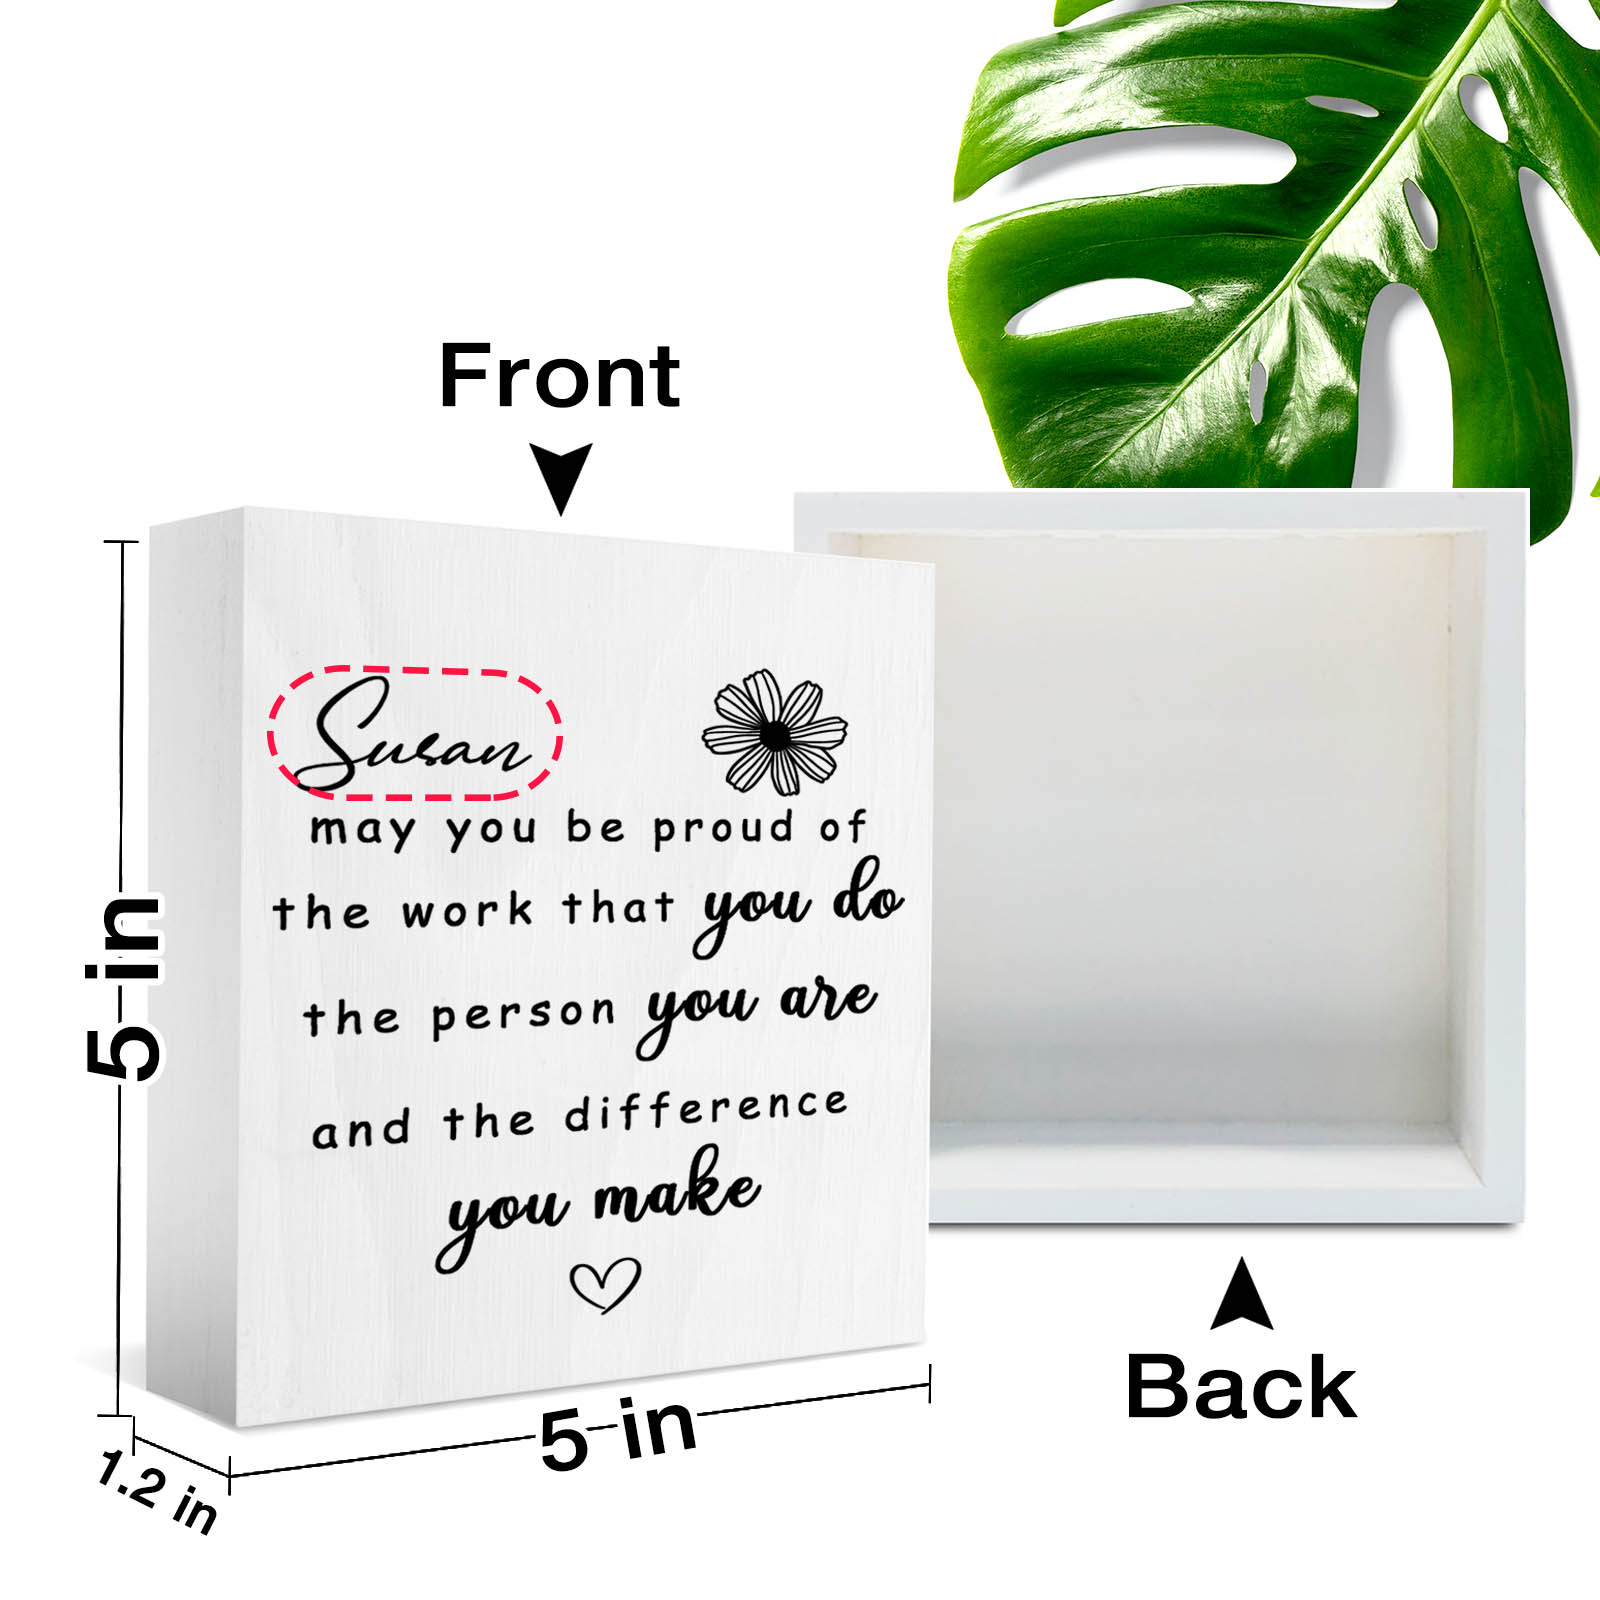 Front
Susan
may you be proud of
the work that you do
the person you are
and the difference
you make
5 in
5 in
1.2 in
Back